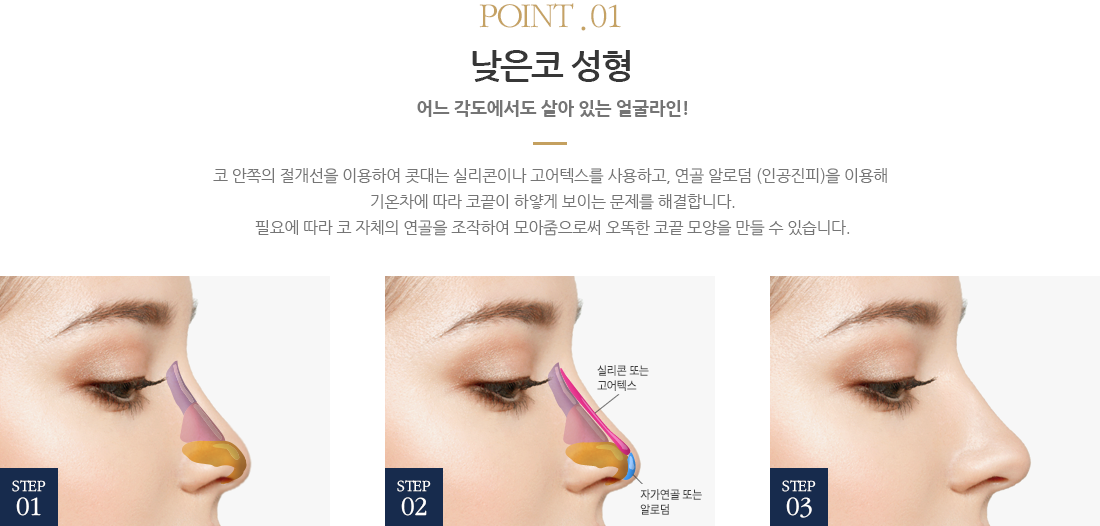 POINT .01
낮은코 성형
어느 각도에서도 살아 있는 얼굴라인!
코 안쪽의 절개선을 이용하여 콧대는 실리콘이나 고어텍스를 사용하고, 연골 알로덤 (인공진피)을 이용해
기온차에 따라 코끝이 하얗게 보이는 문제를 해결합니다.
필요에 따라 코 자체의 연골을 조작하여 모아줌으로써 오똑한 코끝 모양을 만들 수 있습니다.
STEP
01
실리콘 또는
고어텍스
자가연골 또는
알로덤
STEP
02
STEP
03